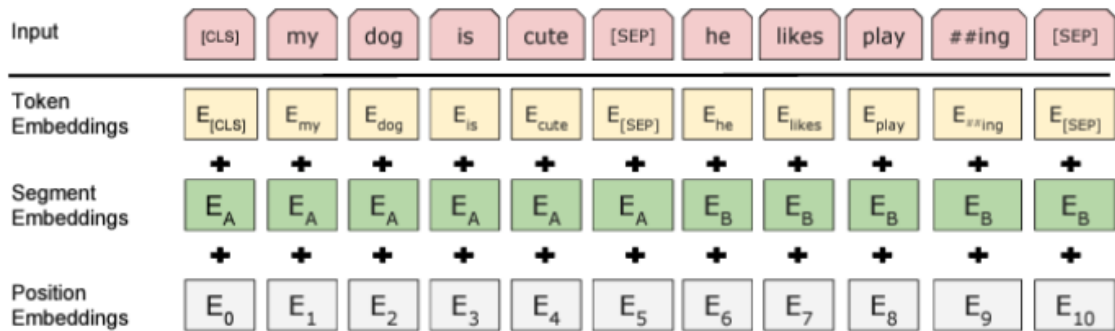 Input [CLS] my dog is cute [SEP] he likes play ##ing [SEP]
Token
Embeddings
E[CLS] Emy Edog Eis Ecute E[SEP] Ehe Elikes Eplay E##ing E[SEP]
+ + + + + + + + + + +
Segment
Embeddings
EA EA EA EA EA EA EB EB EB EB EB
+ + + + + + + + + + +
Position
Embeddings
E0 E1 E2 E3 E4 E5 E6 E7 E8 E9 E10